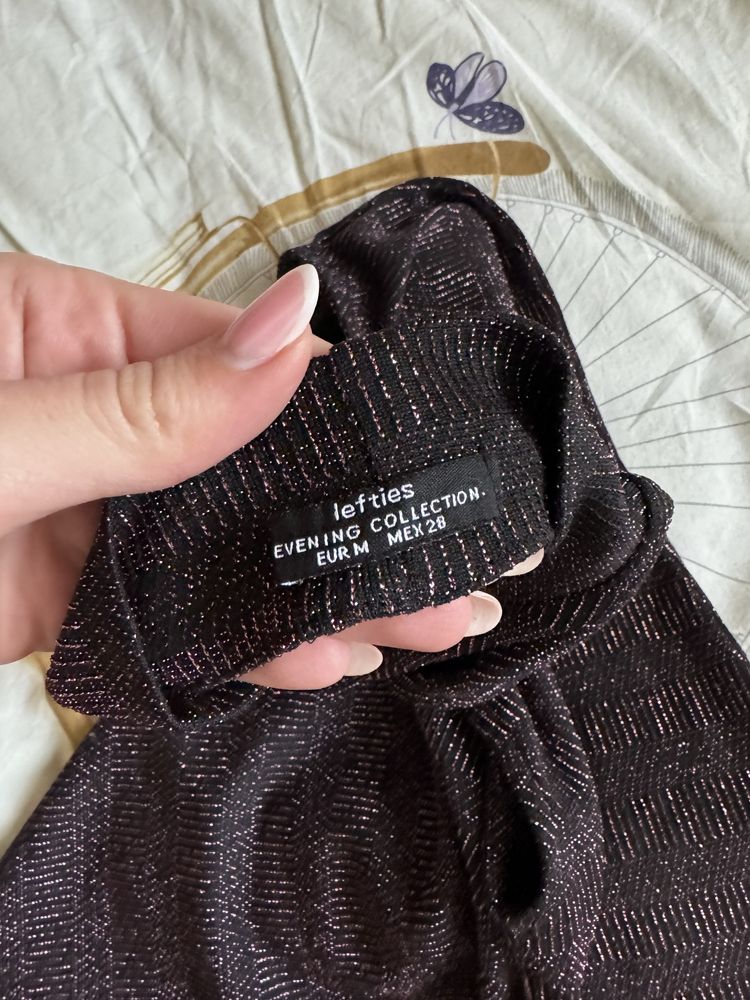 lefties
EVENING COLLECTION.
EUR M MEX 28